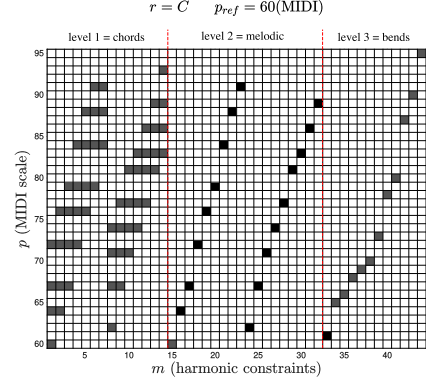 r = C p_ref = 60(MIDI)
level 1 = chords level 2 = melodic level 3 = bends
95
90
85
80
75
70
65
60
p (MIDI scale)
5 10 15 20 25 30 35 40
m (harmonic constraints)